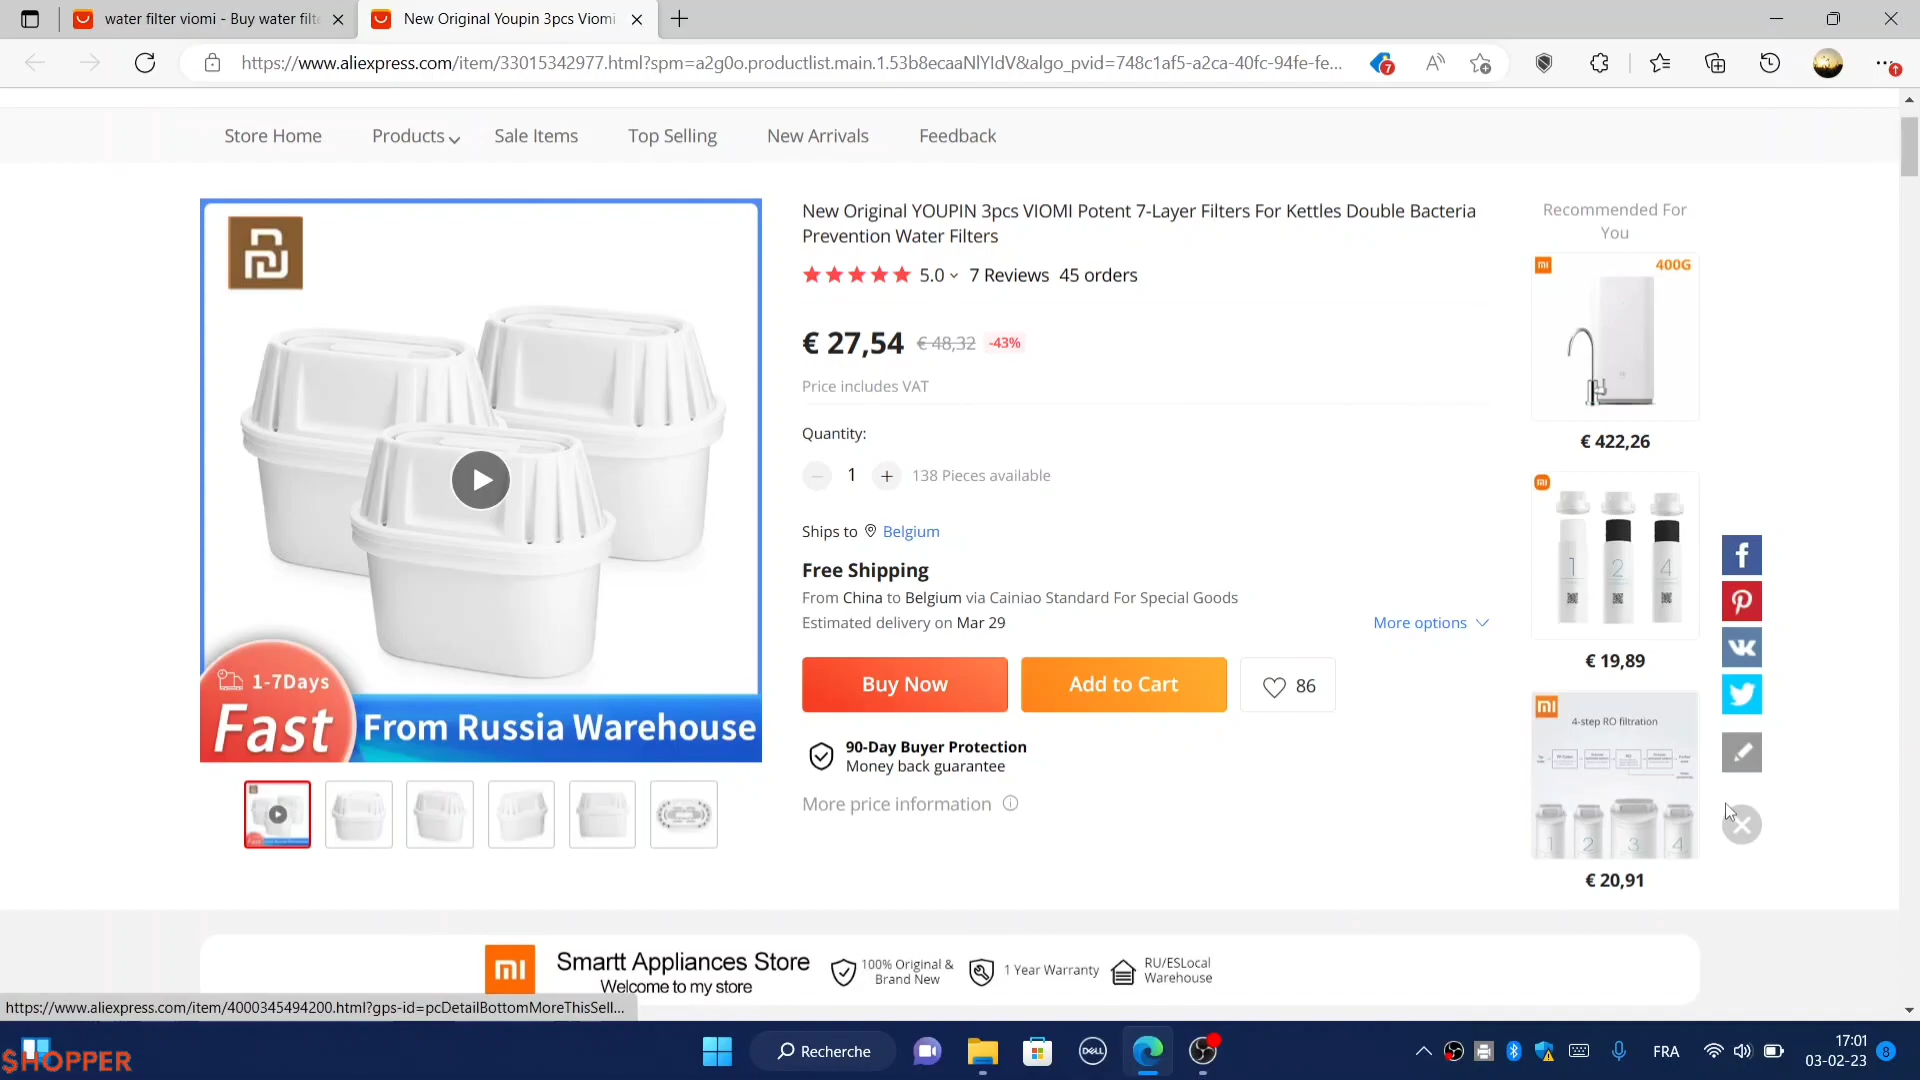 water filter viomi - Buy water filte
New Original Youpin 3pcs Viomi
https://www.aliexpress.com/item/33015342977.html?spm=a2g0o.productlist.main.1.53b8ecaaNlYIdV&algo_pvid=748c1af5-a2ca-40fc-94fe-fe...
7
Store Home
Products
Sale Items
Top Selling
New Arrivals
Feedback
New Original YOUPIN 3pcs VIOMI Potent 7-Layer Filters For Kettles Double Bacteria
Prevention Water Filters
5.0
7 Reviews
45 orders
€ 27,54
€ 48,32
-43%
Price includes VAT
Quantity:
1
138 Pieces available
Ships to
Belgium
Free Shipping
From China to Belgium via Cainiao Standard For Special Goods
Estimated delivery on Mar 29
More options
Buy Now
Add to Cart
86
90-Day Buyer Protection
Money back guarantee
More price information
1-7Days
Fast
From Russia Warehouse
Recommended For
You
mi
400G
€ 422,26
mi
1
2
4
€ 19,89
mi
4-step RO filtration
1
2
3
4
€ 20,91
mi
Smartt Appliances Store
Welcome to my store
100% Original &
Brand New
1 Year Warranty
RU/ESLocal
Warehouse
https://www.aliexpress.com/item/4000345494200.html?gps-id=pcDetailBottomMoreThisSell...
$HOPPER
Recherche
DELL
FRA
17:01
03-02-23
8